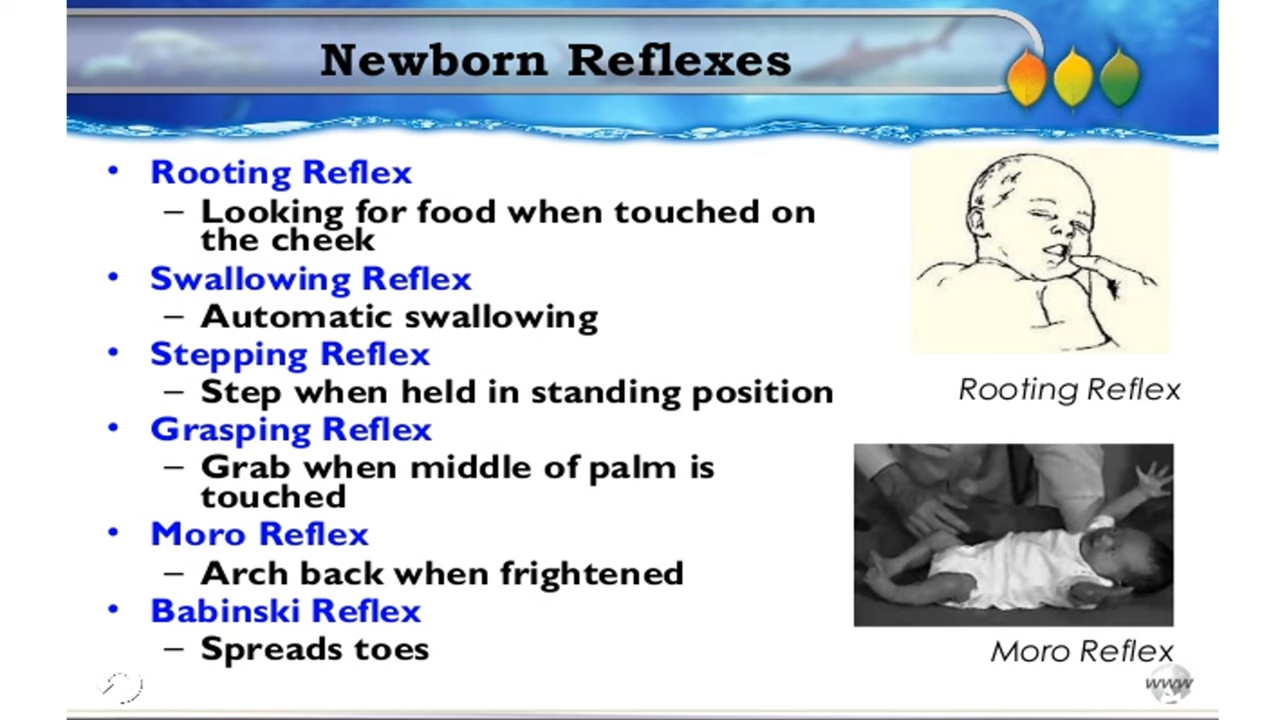 Newborn Reflexes
• Rooting Reflex
– Looking for food when touched on
the cheek
• Swallowing Reflex
– Automatic swallowing
• Stepping Reflex
– Step when held in standing position
• Grasping Reflex
– Grab when middle of palm is
touched
• Moro Reflex
– Arch back when frightened
• Babinski Reflex
– Spreads toes
Rooting Reflex
Moro Reflex
www